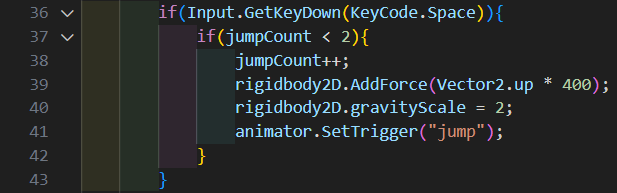 36 if(Input.GetKeyDown(KeyCode.Space)){
37 if(jumpCount < 2){
38 jumpCount++;
39 rigidbody2D.AddForce(Vector2.up * 400);
40 rigidbody2D.gravityScale = 2;
41 animator.SetTrigger("jump");
42 }
43 }